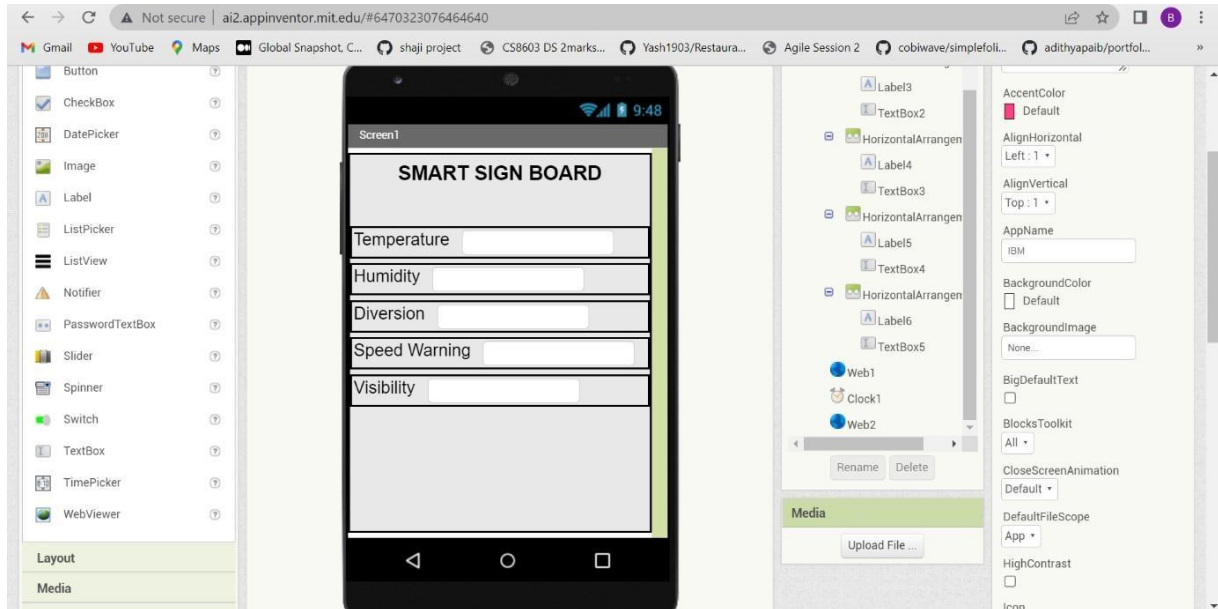 Not secure | ai2.appinventor.mit.edu/#6470323076464640
B
Gmail YouTube Maps Global Snapshot, C... shaji project CS8603 DS 2marks... Yash1903/Restaura... Agile Session 2 cobiwave/simplefoli... adithyapaib/portfol... »
Button
CheckBox
DatePicker
Image
Label
ListPicker
ListView
Notifier
PasswordTextBox
Slider
Spinner
Switch
TextBox
TimePicker
WebViewer
Layout
Media
9:48
Screen1
SMART SIGN BOARD
Temperature
Humidity
Diversion
Speed Warning
Visibility
Label3
TextBox2
HorizontalArrangem
Label4
TextBox3
HorizontalArrangem
Label5
TextBox4
HorizontalArrangem
Label6
TextBox5
Web1
Clock1
Web2
Rename Delete
Media
Upload File ...
AccentColor
Default
AlignHorizontal
Left : 1
AlignVertical
Top : 1
AppName
IBM
BackgroundColor
Default
BackgroundImage
None...
BigDefaultText
BlocksToolkit
All
CloseScreenAnimation
Default
DefaultFileScope
App
HighContrast
Icon